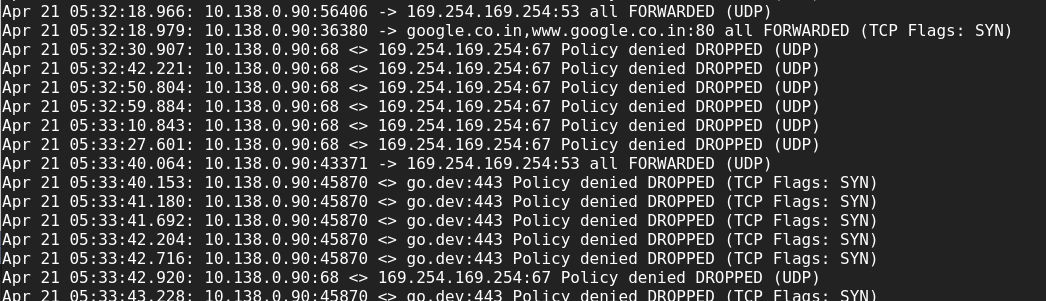 Apr 21 05:32:18.966: 10.138.0.90:56406 -> 169.254.169.254:53 all FORWARDED (UDP)
Apr 21 05:32:18.979: 10.138.0.90:36380 -> google.co.in,www.google.co.in:80 all FORWARDED (TCP Flags: SYN)
Apr 21 05:32:30.907: 10.138.0.90:68 <> 169.254.169.254:67 Policy denied DROPPED (UDP)
Apr 21 05:32:42.221: 10.138.0.90:68 <> 169.254.169.254:67 Policy denied DROPPED (UDP)
Apr 21 05:32:50.804: 10.138.0.90:68 <> 169.254.169.254:67 Policy denied DROPPED (UDP)
Apr 21 05:32:59.884: 10.138.0.90:68 <> 169.254.169.254:67 Policy denied DROPPED (UDP)
Apr 21 05:33:10.843: 10.138.0.90:68 <> 169.254.169.254:67 Policy denied DROPPED (UDP)
Apr 21 05:33:27.601: 10.138.0.90:68 <> 169.254.169.254:67 Policy denied DROPPED (UDP)
Apr 21 05:33:40.064: 10.138.0.90:43371 -> 169.254.169.254:53 all FORWARDED (UDP)
Apr 21 05:33:40.153: 10.138.0.90:45870 <> go.dev:443 Policy denied DROPPED (TCP Flags: SYN)
Apr 21 05:33:41.180: 10.138.0.90:45870 <> go.dev:443 Policy denied DROPPED (TCP Flags: SYN)
Apr 21 05:33:41.692: 10.138.0.90:45870 <> go.dev:443 Policy denied DROPPED (TCP Flags: SYN)
Apr 21 05:33:42.204: 10.138.0.90:45870 <> go.dev:443 Policy denied DROPPED (TCP Flags: SYN)
Apr 21 05:33:42.716: 10.138.0.90:45870 <> go.dev:443 Policy denied DROPPED (TCP Flags: SYN)
Apr 21 05:33:42.920: 10.138.0.90:68 <> 169.254.169.254:67 Policy denied DROPPED (UDP)
Apr 21 05:33:43.228: 10.138.0.90:45870 <> go.dev:443 Policy denied DROPPED (TCP Flags: SYN)